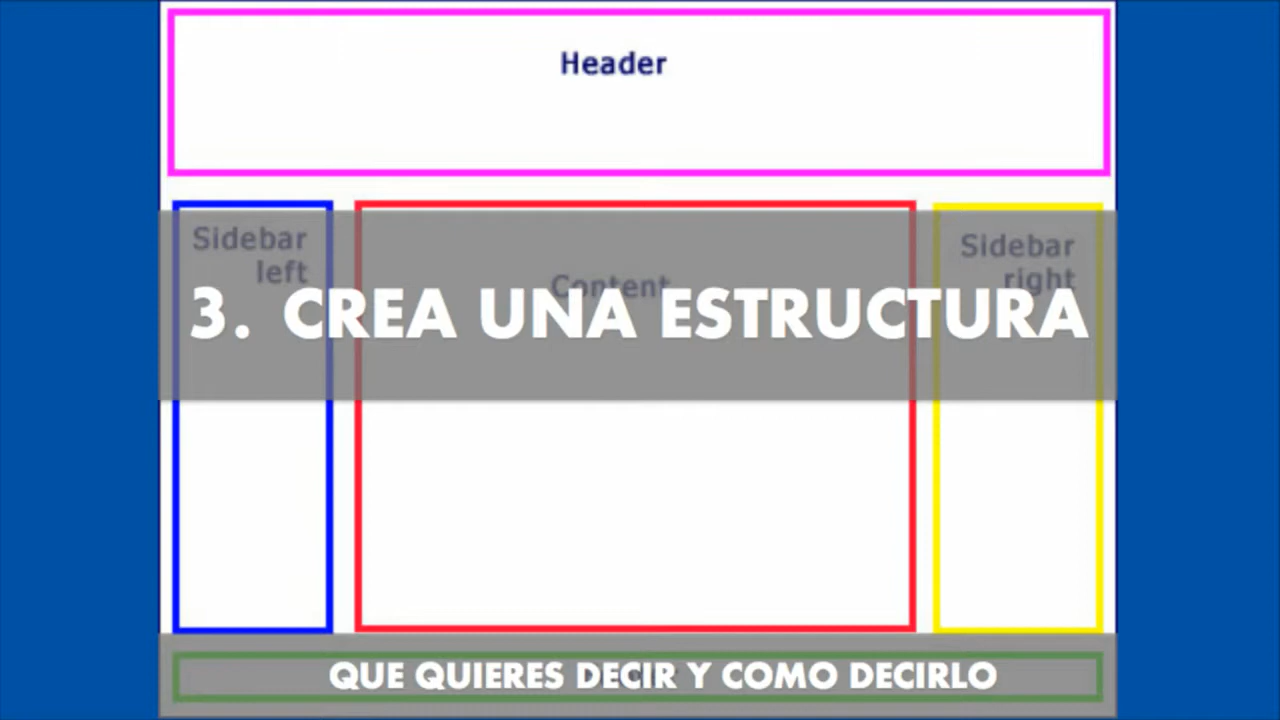 Header
Sidebar
left
Content
Sidebar
right
3. CREA UNA ESTRUCTURA
QUE QUIERES DECIR Y COMO DECIRLO